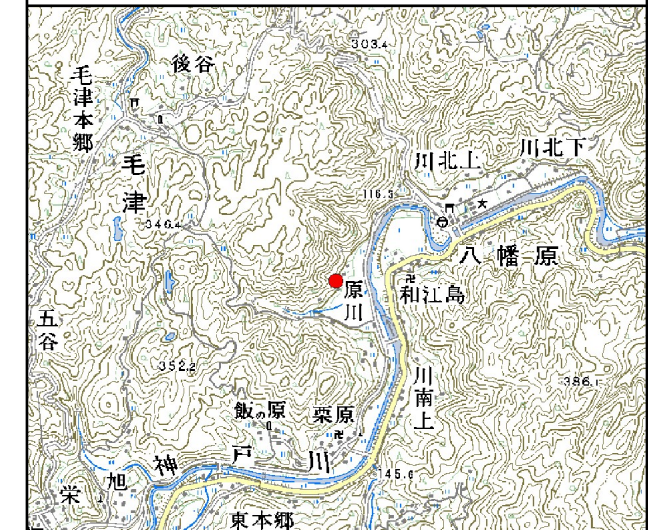 303.4
後谷
毛津本郷
川北下
川北上
毛津
116.3
346.4
八幡原
原川
和江島
五谷
352.2
川南上
386.1
飯の原
栗原
神戸川
145.6
旭
栄
東本郷